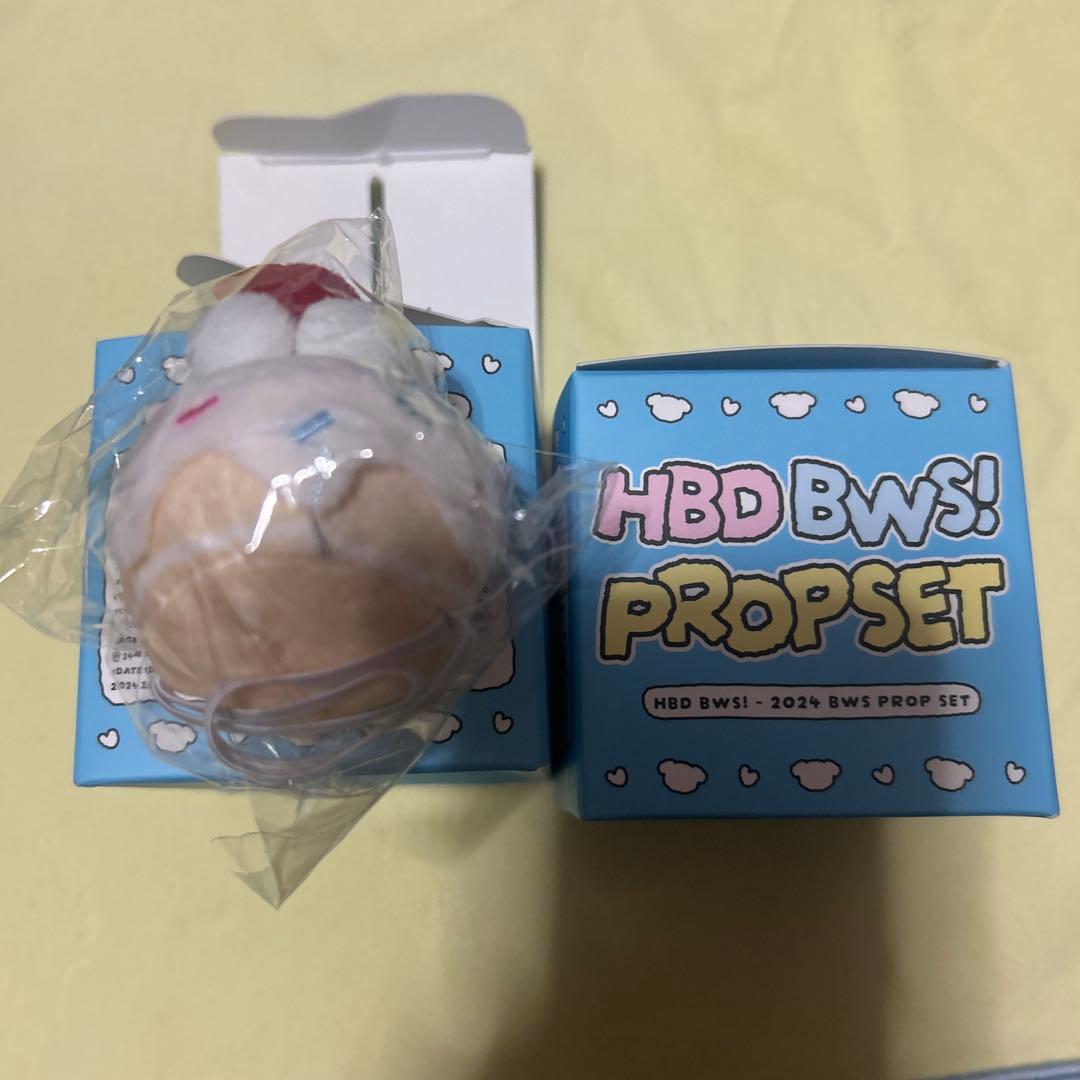 HBD BWS!
PROPSET
HBD BWS! - 2024 BWS PROP SET